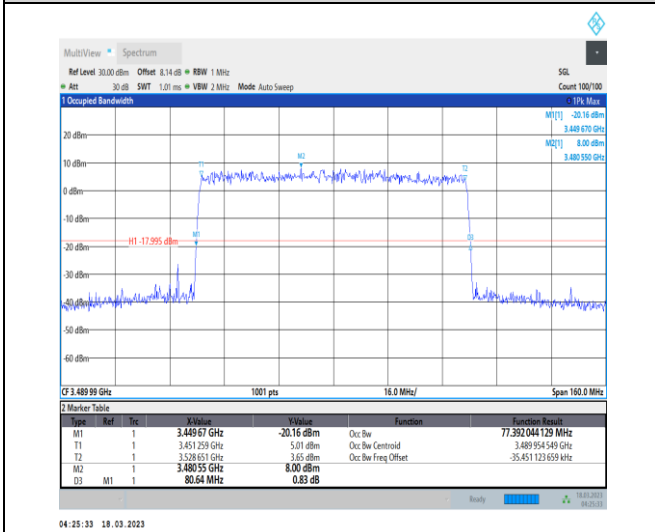 MultiView Spectrum
Ref Level 30.00 dBm Offset 8.14 dB RBW 1 MHz SGL
Att 30 dB SWT 1.01 ms VBW 2 MHz Mode Auto Sweep Count 100/100
1 Occupied Bandwidth 1Pk Max
M1[1] -20.16 dBm
3.449 670 GHz
20 dBm
M2[1] 8.00 dBm
3.480 550 GHz
M2
T1 T2
10 dBm
0 dBm
-10 dBm
H1 -17.995 dBm M1 D3
-20 dBm
-30 dBm
-40 dBm
-50 dBm
-60 dBm
CF 3.489 99 GHz 1001 pts 16.0 MHz/ Span 160.0 MHz
2 Marker Table
Type Ref Trc X-Value Y-Value Function Function Result
M1 1 3.449 67 GHz -20.16 dBm Occ Bw 77.392 044 129 MHz
T1 1 3.451 259 GHz 5.01 dBm Occ Bw Centroid 3.489 954 549 GHz
T2 1 3.528 651 GHz 3.65 dBm Occ Bw Freq Offset -35.451 123 659 kHz
M2 1 3.480 55 GHz 8.00 dBm
D3 M1 1 80.64 MHz 0.83 dB
Ready 18.03.2023
04:25:33
04:25:33 18.03.2023